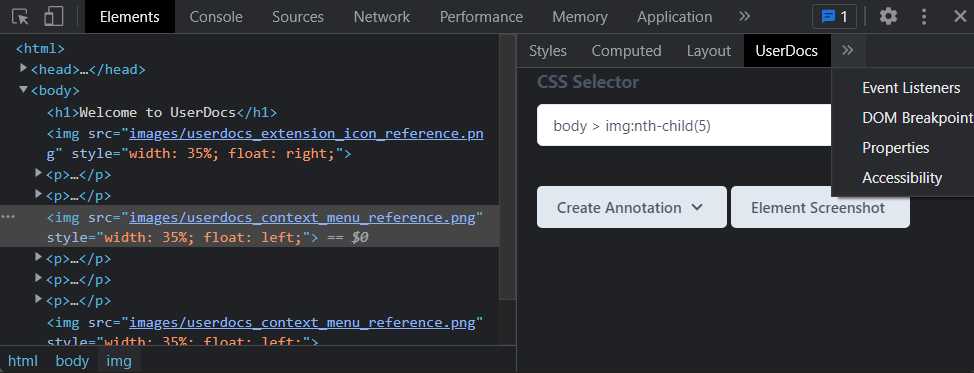 Elements Console Sources Network Performance Memory Application » 1
<html>
<head>…</head>
<body>
<h1>Welcome to UserDocs</h1>
<img src="images/userdocs_extension_icon_reference.pn
g" style="width: 35%; float: right;">
<p>…</p>
<p>…</p>
<img src="images/userdocs_context_menu_reference.png"
style="width: 35%; float: left;"> == $0
<p>…</p>
<p>…</p>
<p>…</p>
<img src="images/userdocs_context_menu_reference.png"
style="width: 35%; float: left;">
html body img
Styles Computed Layout UserDocs »
CSS Selector
body > img:nth-child(5)
Create Annotation
Element Screenshot
Event Listeners
DOM Breakpoint
Properties
Accessibility